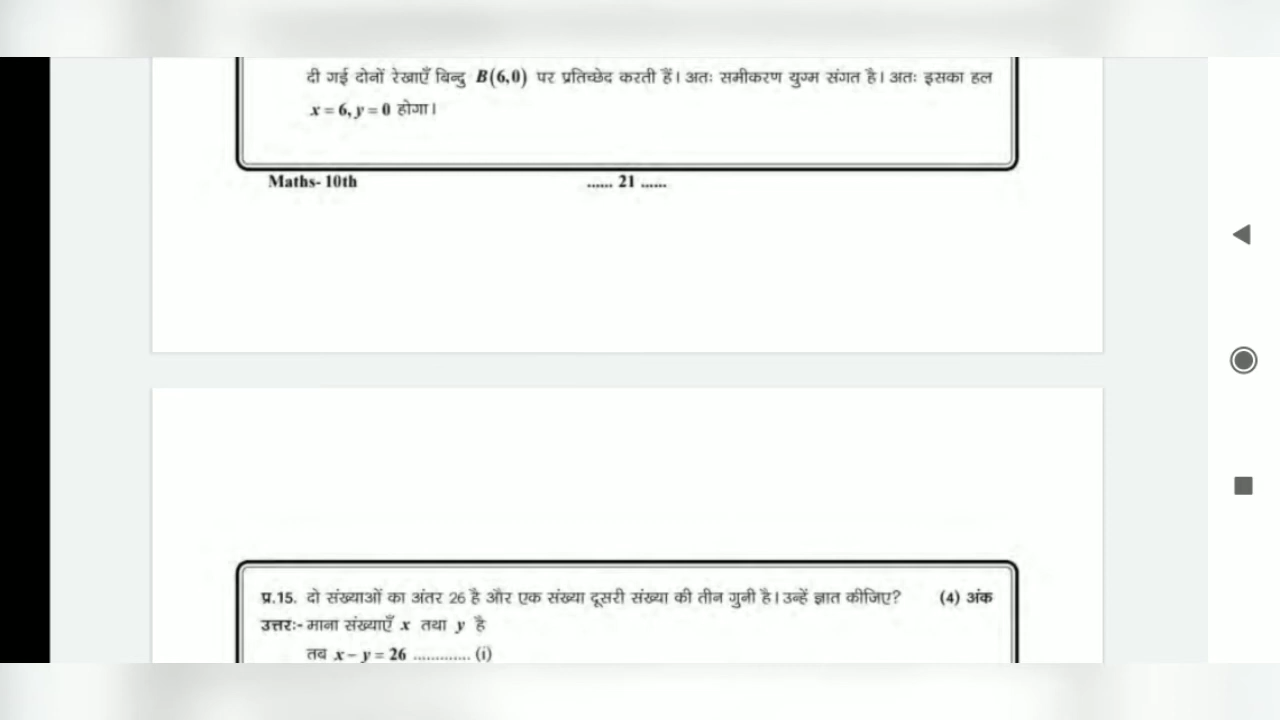 दी गई दोनों रेखाएँ बिन्दु B(6,0) पर प्रतिच्छेद करती हैं। अतः समीकरण युग्म संगत है। अतः इसका हल
x = 6, y = 0 होगा।
Maths- 10th ...... 21 ......
प्र.15. दो संख्याओं का अंतर 26 है और एक संख्या दूसरी संख्या की तीन गुनी है। उन्हें ज्ञात कीजिए? (4) अंक
उत्तरः- माना संख्याएँ x तथा y है
तब x – y = 26 ............. (i)